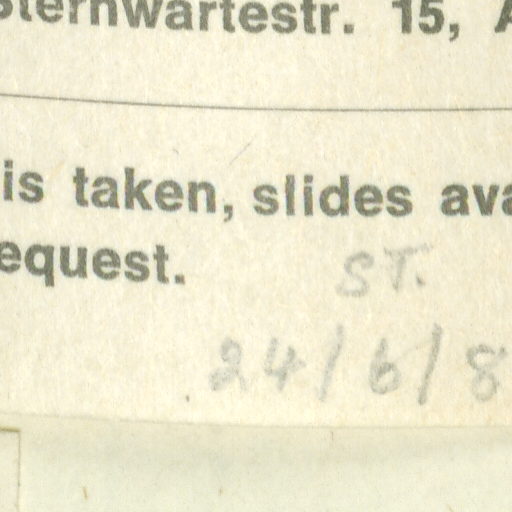 Sternwartestr. 15, A
is taken, slides ava
equest.
ST.
24/6/8